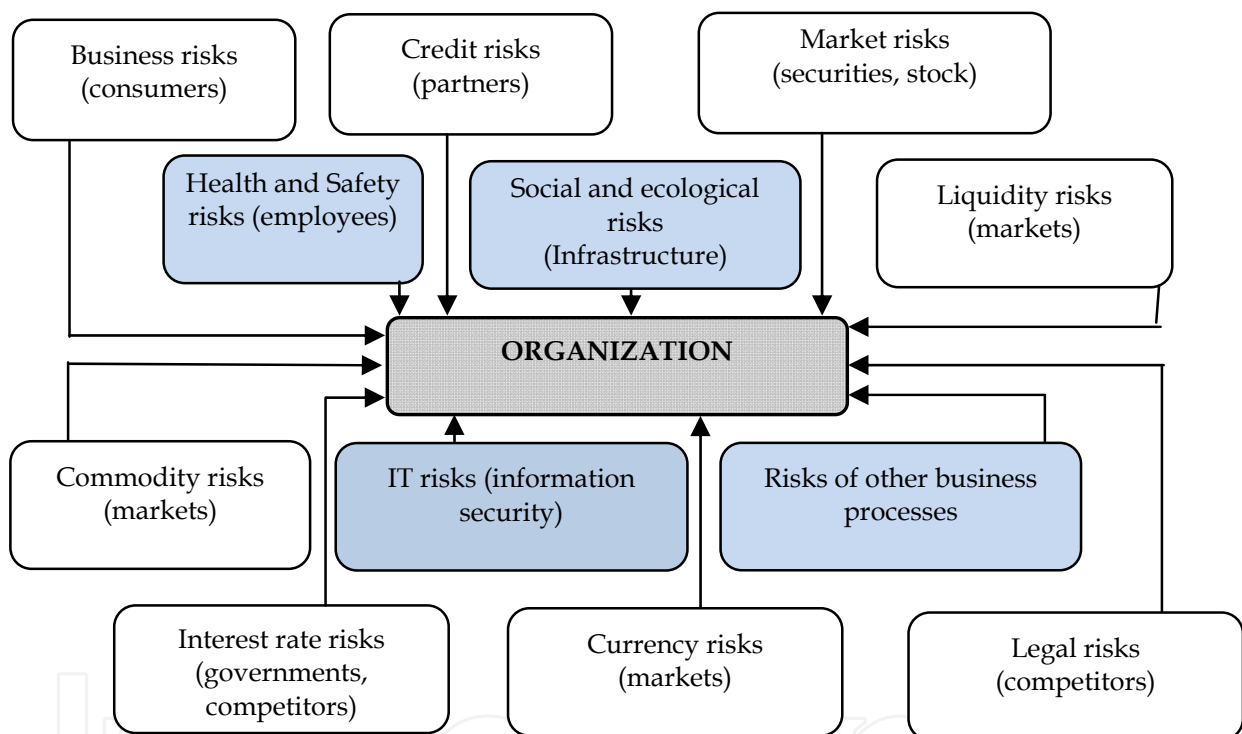 Business risks
(consumers)
Credit risks
(partners)
Market risks
(securities, stock)
Health and Safety
risks (employees)
Social and ecological
risks
(Infrastructure)
Liquidity risks
(markets)
ORGANIZATION
Commodity risks
(markets)
IT risks (information
security)
Risks of other business
processes
Interest rate risks
(governments,
competitors)
Currency risks
(markets)
Legal risks
(competitors)